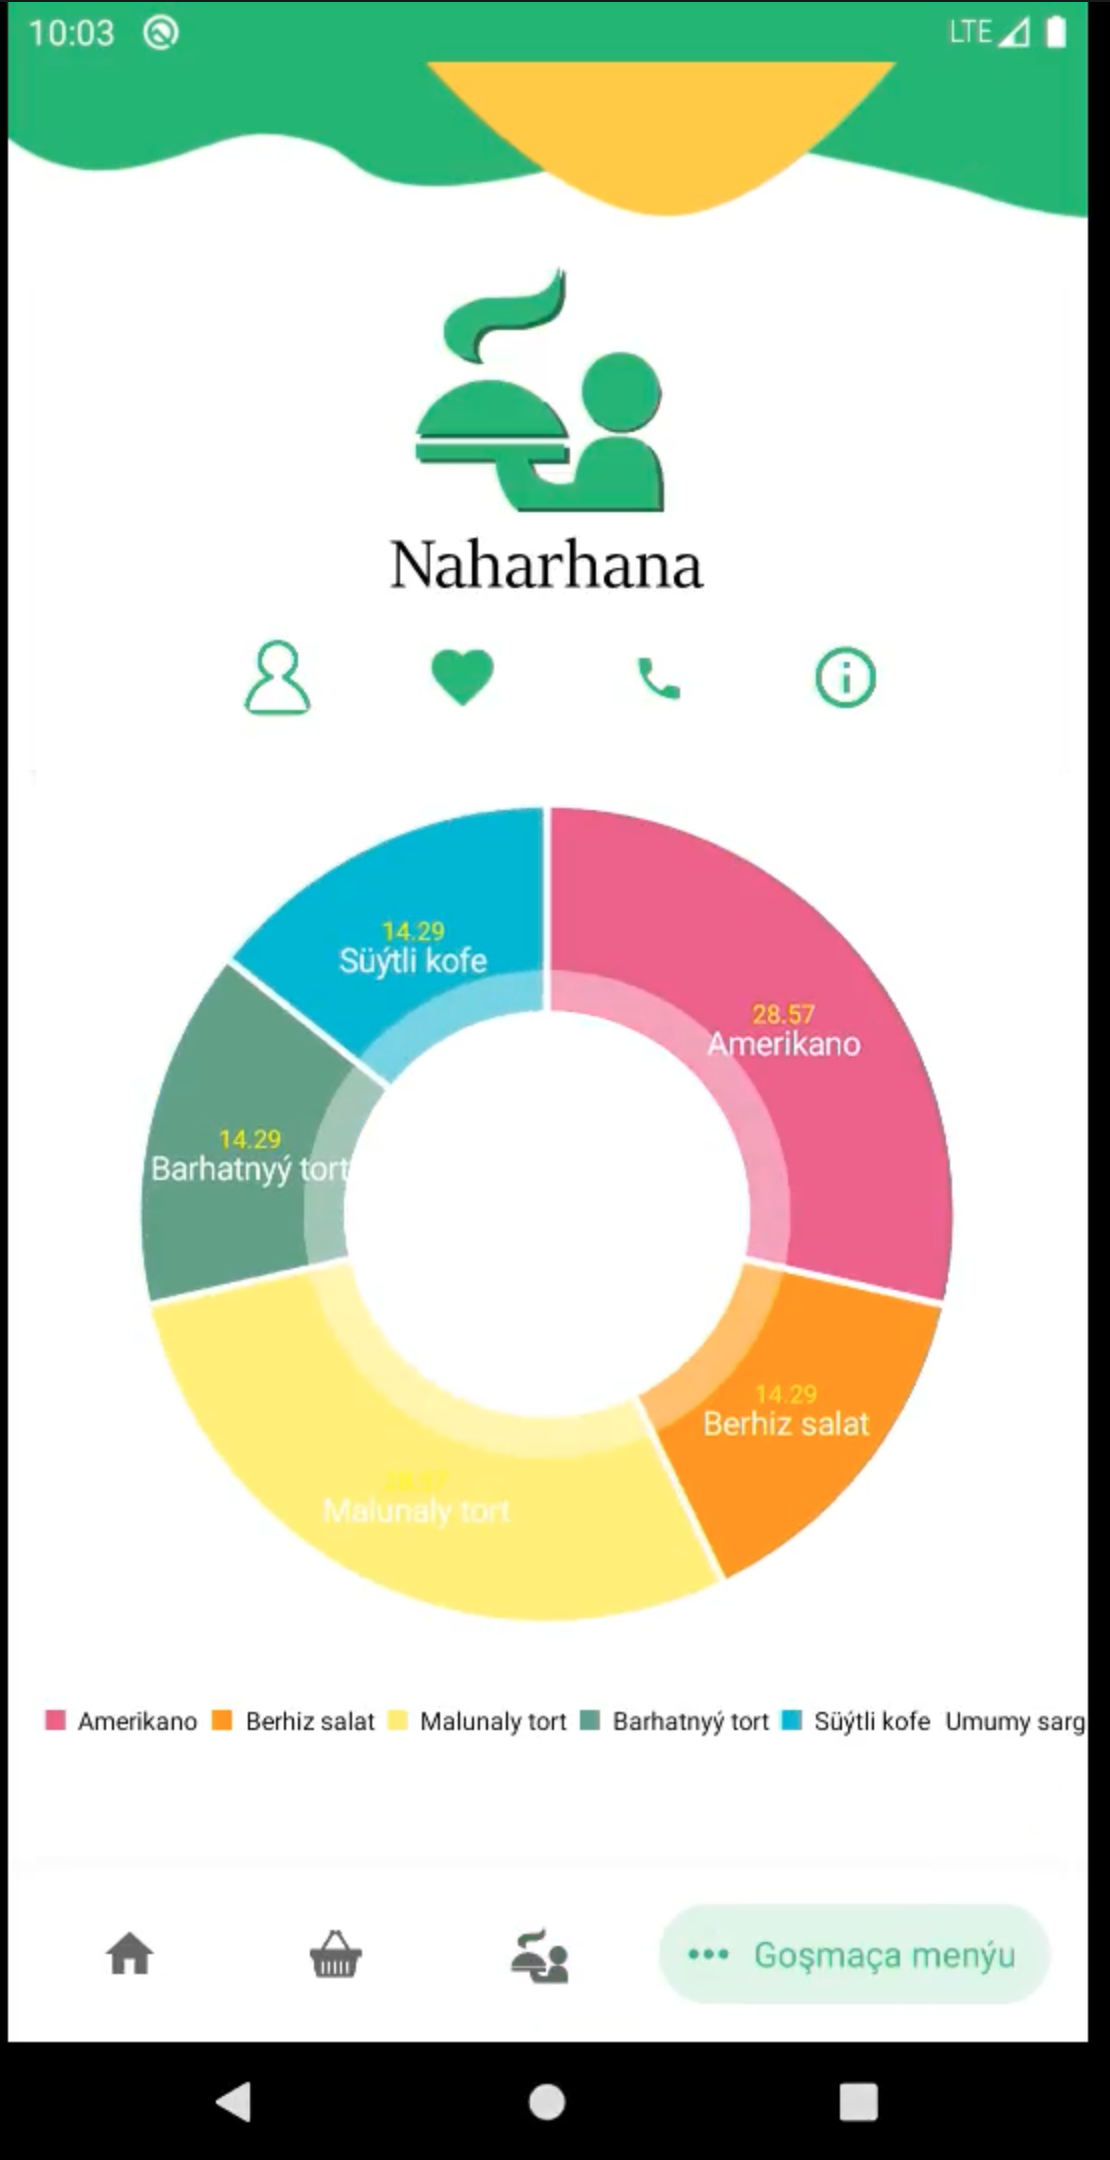 10:03 LTE
Naharhana
14.29
Süýtli kofe
28.57
Amerikano
14.29
Barhatnyý tort
14.29
Berhiz salat
28.57
Malunaly tort
Amerikano Berhiz salat Malunaly tort Barhatnyý tort Süýtli kofe Umumy sarg
Goşmaça menýu